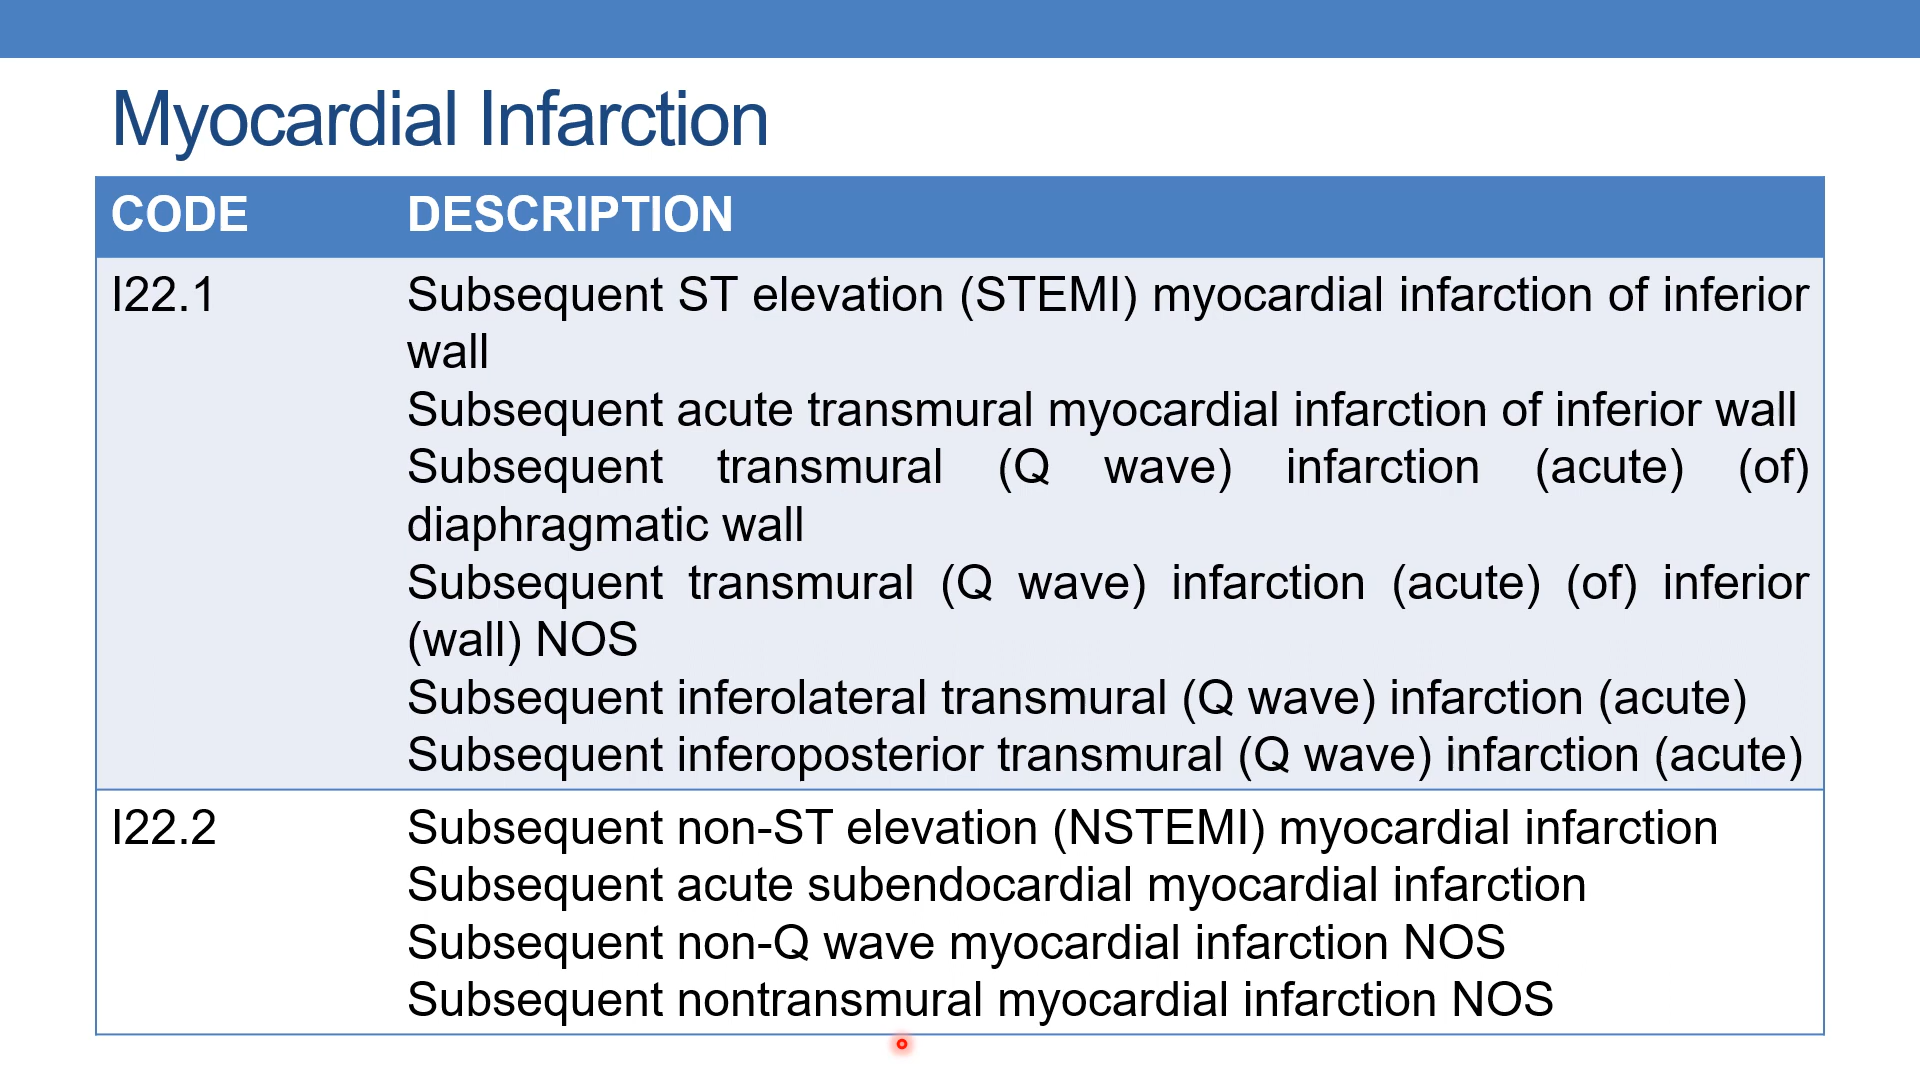 Myocardial Infarction
CODE DESCRIPTION
I22.1 Subsequent ST elevation (STEMI) myocardial infarction of inferior
wall
Subsequent acute transmural myocardial infarction of inferior wall
Subsequent transmural (Q wave) infarction (acute) (of)
diaphragmatic wall
Subsequent transmural (Q wave) infarction (acute) (of) inferior
(wall) NOS
Subsequent inferolateral transmural (Q wave) infarction (acute)
Subsequent inferoposterior transmural (Q wave) infarction (acute)
I22.2 Subsequent non-ST elevation (NSTEMI) myocardial infarction
Subsequent acute subendocardial myocardial infarction
Subsequent non-Q wave myocardial infarction NOS
Subsequent nontransmural myocardial infarction NOS